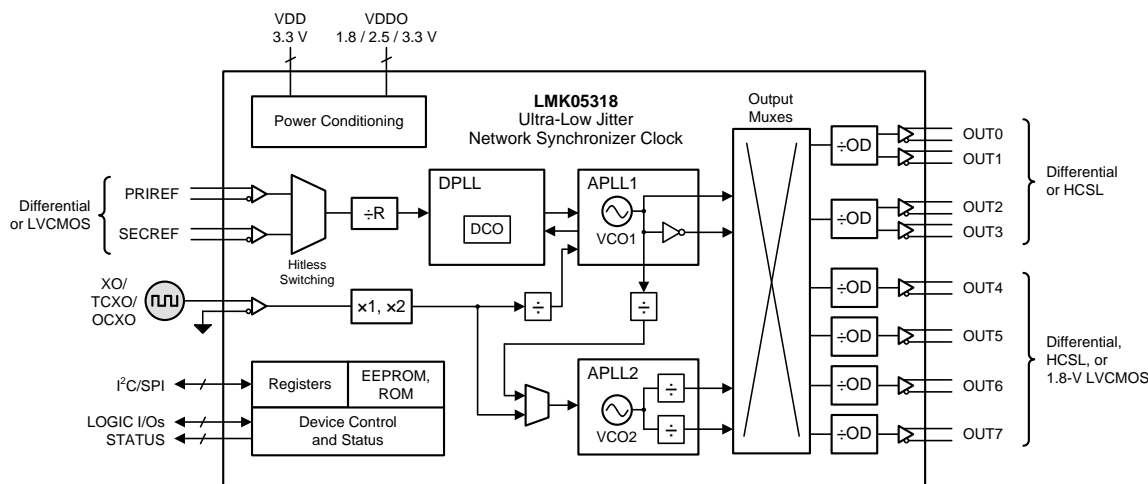 VDD
3.3 V
VDDO
1.8 / 2.5 / 3.3 V
Power Conditioning
LMK05318
Ultra-Low Jitter
Network Synchronizer Clock
Output
Muxes
Differential
or LVCMOS
PRIREF
SECREF
Hitless
Switching
÷R
DPLL
DCO
APLL1
VCO1
XO/
TCXO/
OCXO
×1, ×2
÷
÷
I²C/SPI
LOGIC I/Os
STATUS
Registers
EEPROM,
ROM
Device Control
and Status
APLL2
VCO2
÷
÷
÷OD
OUT0
OUT1
÷OD
OUT2
OUT3
Differential
or HCSL
÷OD
OUT4
÷OD
OUT5
÷OD
OUT6
÷OD
OUT7
Differential,
HCSL, or
1.8-V LVCMOS